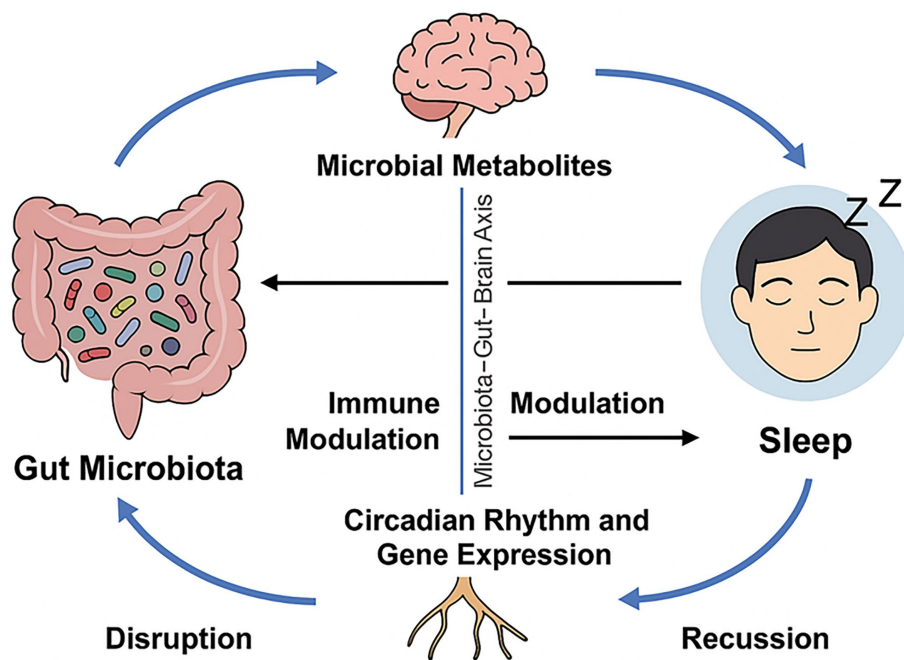 Z Z
Microbial Metabolites
Microbiota–Gut–Brain Axis
Immune
Modulation
Modulation
Gut Microbiota
Sleep
Circadian Rhythm and
Gene Expression
Disruption
Recussion